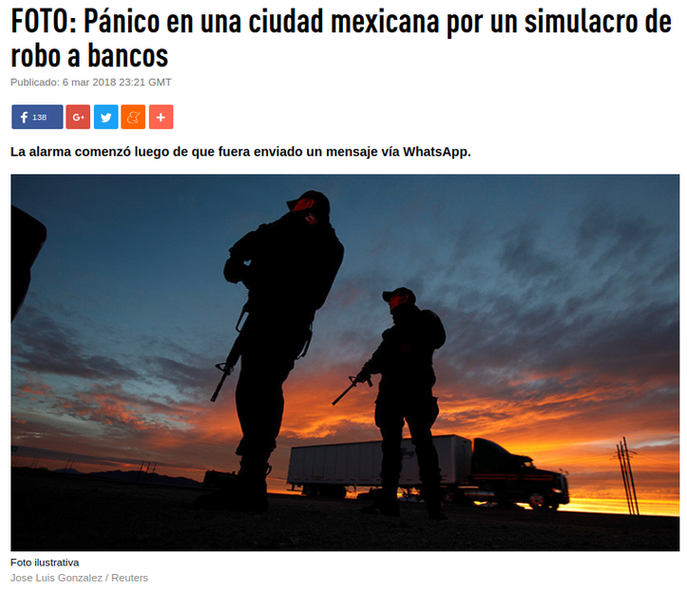 FOTO: Pánico en una ciudad mexicana por un simulacro de
robo a bancos
Publicado: 6 mar 2018 23:21 GMT
138
G+
La alarma comenzó luego de que fuera enviado un mensaje vía WhatsApp.
Foto ilustrativa
Jose Luis Gonzalez / Reuters